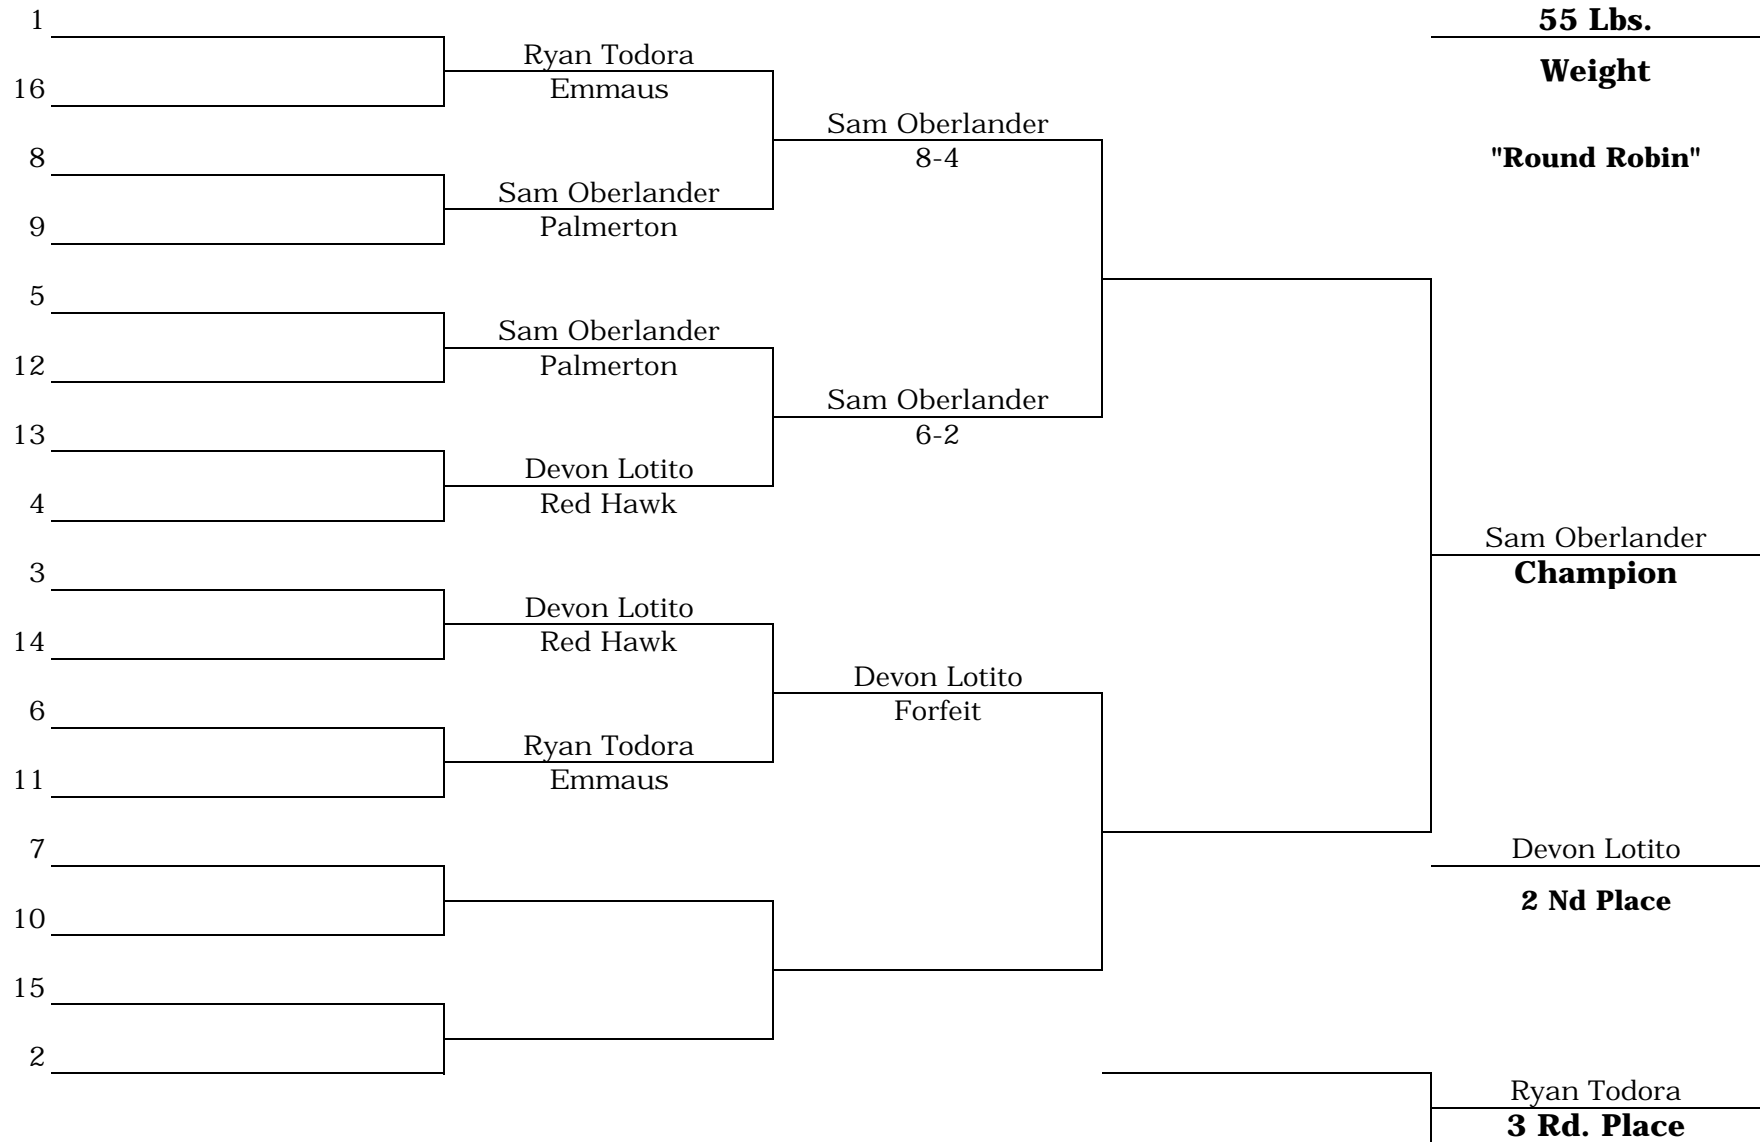 1
55 Lbs.
Ryan Todora
Weight
16
Emmaus
Sam Oberlander
8
8-4
"Round Robin"
Sam Oberlander
9
Palmerton
5
Sam Oberlander
12
Palmerton
Sam Oberlander
13
6-2
Devon Lotito
4
Red Hawk
Sam Oberlander
3
Champion
Devon Lotito
14
Red Hawk
Devon Lotito
6
Forfeit
Ryan Todora
11
Emmaus
7
Devon Lotito
10
2 Nd Place
15
2
Ryan Todora
3 Rd. Place